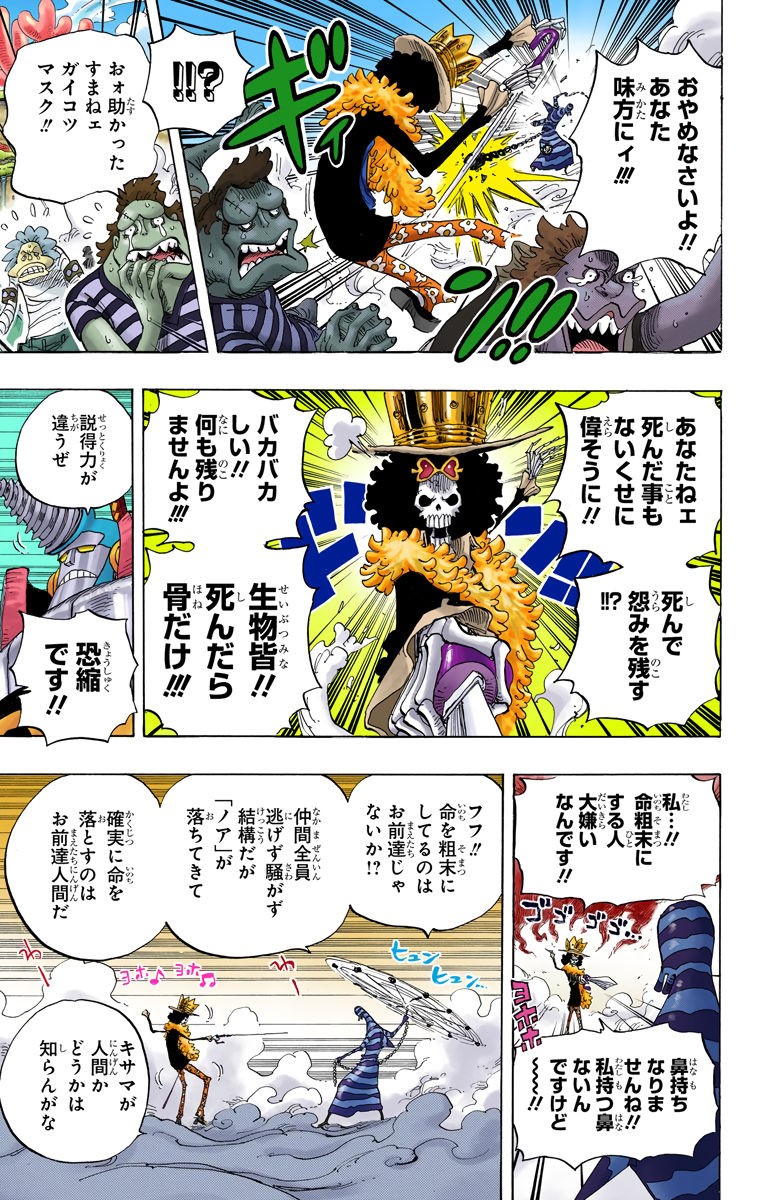 おやめなさいよ!!
あなた
味方にィ!!!
ギィ
ン!!!
!!?
おォ助かった
すまねェ
ガイコツ
マスク!!
あなたねェ
死んだ事も
ないくせに
偉そうに!!
死んで
怨みを残す
!!?
ドン!!
バカバカ
しい!!
何も残り
ませんよ!!!
生物皆!!
死んだら
骨だけ!!!
説得力が
違うぜ
恐縮
です!!
私…!!
命粗末に
する人
大嫌い
なんです!!
ゴゴゴゴ…
ヨホホホ
鼻持ち
なりま
せんね!!
私持つ鼻
ないん
ですけど
〜〜〜!!
フフ!!
命を粗末に
してるのは
お前達じゃ
ないか!?
仲間全員
逃げず騒がず
結構だが
「ノア」が
落ちてきて
確実に命を
落とすのは
お前達人間だ
ヒュン
ヒュン…
ヨホ♪ヨホ♫
キサマが
人間か
どうかは
知らんがな